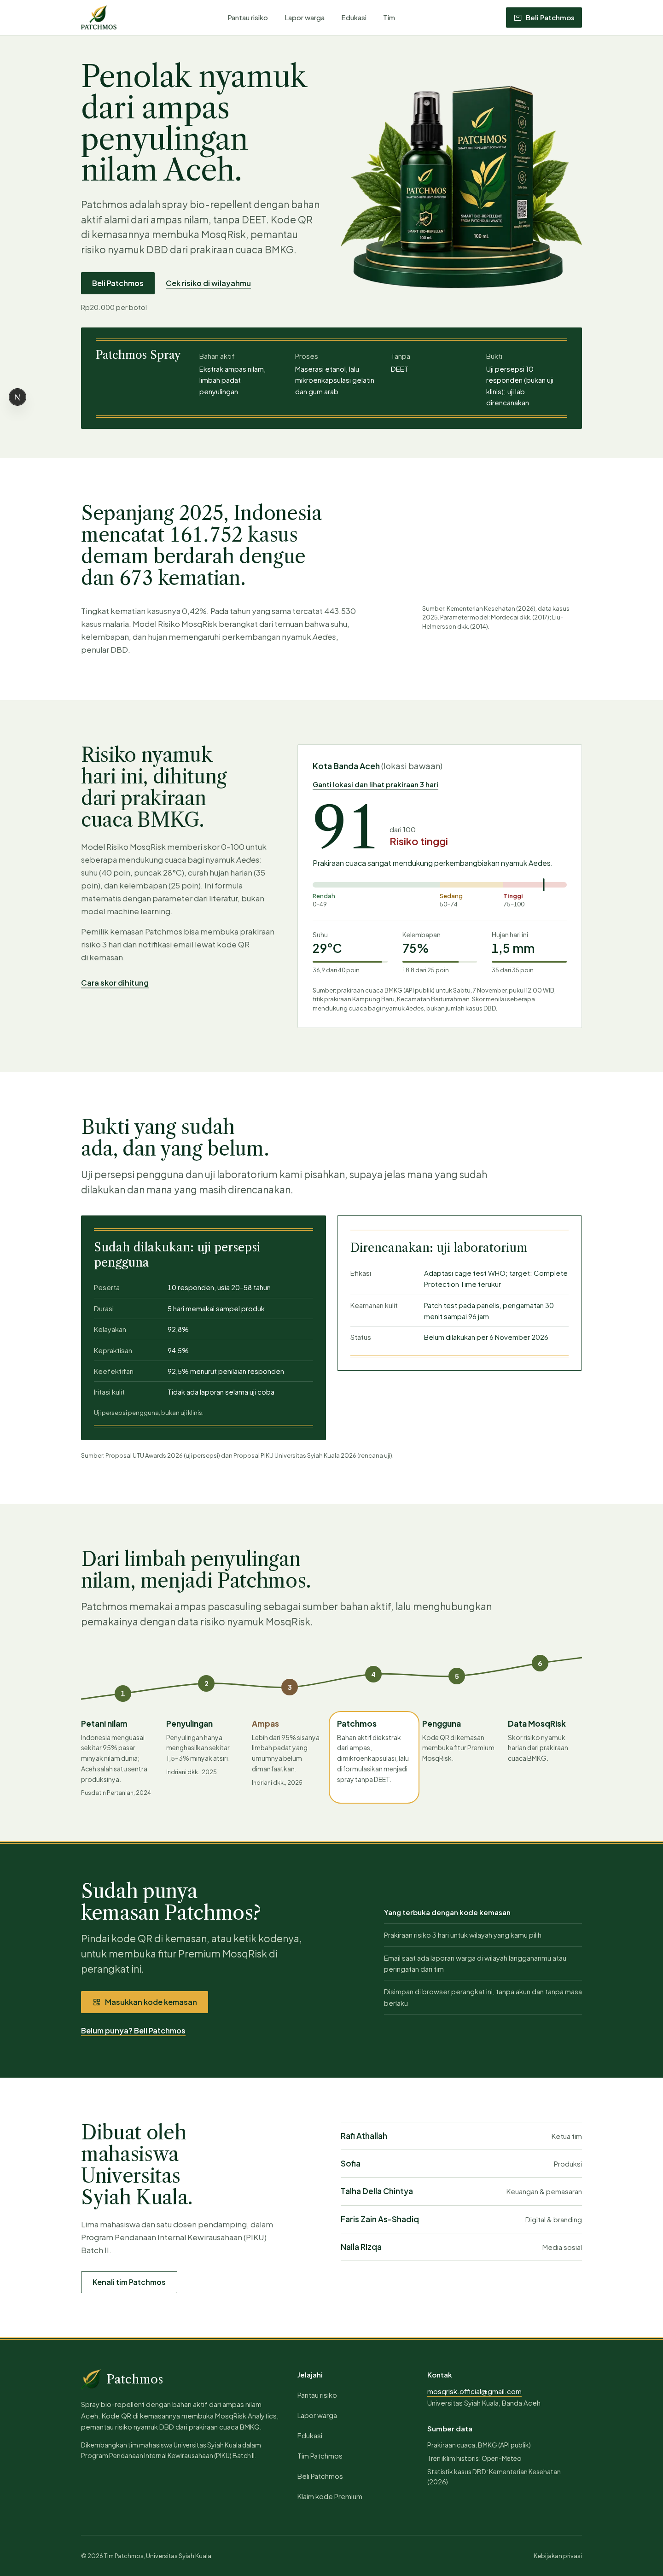 PATCHMOS
Pantau risiko
Lapor warga
Edukasi
Tim
Beli Patchmos
Penolak nyamuk
dari ampas
penyulingan
nilam Aceh.
Patchmos adalah spray bio-repellent dengan bahan
aktif alami dari ampas nilam, tanpa DEET. Kode QR
di kemasannya membuka MosqRisk, pemantau
risiko nyamuk DBD dari prakiraan cuaca BMKG.
Beli Patchmos
Cek risiko di wilayahmu
Rp20.000 per botol
PATCHMOS
SMART BIO-REPELLENT
100 mL
PATCHMOS
SMART BIO-REPELLENT
100 mL
N
Patchmos Spray
Bahan aktif
Ekstrak ampas nilam,
limbah padat
penyulingan
Proses
Maserasi etanol, lalu
mikroenkapsulasi gelatin
dan gum arab
Tanpa
DEET
Bukti
Uji persepsi 10
responden (bukan uji
klinis); uji lab
direncanakan
Sepanjang 2025, Indonesia
mencatat 161.752 kasus
demam berdarah dengue
dan 673 kematian.
Tingkat kematian kasusnya 0,42%. Pada tahun yang sama tercatat 443.530
kasus malaria. Model Risiko MosqRisk berangkat dari temuan bahwa suhu,
kelembapan, dan hujan memengaruhi perkembangan nyamuk Aedes,
penular DBD.
Sumber: Kementerian Kesehatan (2026), data kasus
2025. Parameter model: Mordecai dkk. (2017); Liu-
Helmersson dkk. (2014).
Risiko nyamuk
hari ini, dihitung
dari prakiraan
cuaca BMKG.
Model Risiko MosqRisk memberi skor 0–100 untuk
seberapa mendukung cuaca bagi nyamuk Aedes:
suhu (40 poin, puncak 28°C), curah hujan harian (35
poin), dan kelembapan (25 poin). Ini formula
matematis dengan parameter dari literatur, bukan
model machine learning.
Pemilik kemasan Patchmos bisa membuka prakiraan
risiko 3 hari dan notifikasi email lewat kode QR
di kemasan.
Cara skor dihitung
Kota Banda Aceh (lokasi bawaan)
Ganti lokasi dan lihat prakiraan 3 hari
91
dari 100
Risiko tinggi
Prakiraan cuaca sangat mendukung perkembangbiakan nyamuk Aedes.
Rendah
0–49
Sedang
50–74
Tinggi
75–100
Suhu
29°C
36,9 dari 40 poin
Kelembapan
75%
18,8 dari 25 poin
Hujan hari ini
1,5 mm
35 dari 35 poin
Sumber: prakiraan cuaca BMKG (API publik) untuk Sabtu, 7 November, pukul 12.00 WIB,
titik prakiraan Kampung Baru, Kecamatan Baiturrahman. Skor menilai seberapa
mendukung cuaca bagi nyamuk Aedes, bukan jumlah kasus DBD.
Bukti yang sudah
ada, dan yang belum.
Uji persepsi pengguna dan uji laboratorium kami pisahkan, supaya jelas mana yang sudah
dilakukan dan mana yang masih direncanakan.
Sudah dilakukan: uji persepsi
pengguna
Peserta
10 responden, usia 20–58 tahun
Durasi
5 hari memakai sampel produk
Kelayakan
92,8%
Kepraktisan
94,5%
Keefektifan
92,5% menurut penilaian responden
Iritasi kulit
Tidak ada laporan selama uji coba
Uji persepsi pengguna, bukan uji klinis.
Direncanakan: uji laboratorium
Efikasi
Adaptasi cage test WHO; target: Complete
Protection Time terukur
Keamanan kulit
Patch test pada panelis, pengamatan 30
menit sampai 96 jam
Status
Belum dilakukan per 6 November 2026
Sumber: Proposal UTU Awards 2026 (uji persepsi) dan Proposal PIKU Universitas Syiah Kuala 2026 (rencana uji).
Dari limbah penyulingan
nilam, menjadi Patchmos.
Patchmos memakai ampas pascasuling sebagai sumber bahan aktif, lalu menghubungkan
pemakainya dengan data risiko nyamuk MosqRisk.
1
2
3
4
5
6
Petani nilam
Indonesia menguasai
sekitar 95% pasar
minyak nilam dunia;
Aceh salah satu sentra
produksinya.
Pusdatin Pertanian, 2024
Penyulingan
Penyulingan hanya
menghasilkan sekitar
1,5–3% minyak atsiri.
Indriani dkk., 2025
Ampas
Lebih dari 95% sisanya
limbah padat yang
umumnya belum
dimanfaatkan.
Indriani dkk., 2025
Patchmos
Bahan aktif diekstrak
dari ampas,
dimikroenkapsulasi, lalu
diformulasikan menjadi
spray tanpa DEET.
Pengguna
Kode QR di kemasan
membuka fitur Premium
MosqRisk.
Data MosqRisk
Skor risiko nyamuk
harian dari prakiraan
cuaca BMKG.
Sudah punya
kemasan Patchmos?
Pindai kode QR di kemasan, atau ketik kodenya,
untuk membuka fitur Premium MosqRisk di
perangkat ini.
Masukkan kode kemasan
Belum punya? Beli Patchmos
Yang terbuka dengan kode kemasan
Prakiraan risiko 3 hari untuk wilayah yang kamu pilih
Email saat ada laporan warga di wilayah langgananmu atau
peringatan dari tim
Disimpan di browser perangkat ini, tanpa akun dan tanpa masa
berlaku
Dibuat oleh
mahasiswa
Universitas
Syiah Kuala.
Lima mahasiswa dan satu dosen pendamping, dalam
Program Pendanaan Internal Kewirausahaan (PIKU)
Batch II.
Kenali tim Patchmos
Rafi Athallah
Ketua tim
Sofia
Produksi
Talha Della Chintya
Keuangan & pemasaran
Faris Zain As-Shadiq
Digital & branding
Naila Rizqa
Media sosial
Patchmos
Spray bio-repellent dengan bahan aktif dari ampas nilam
Aceh. Kode QR di kemasannya membuka MosqRisk Analytics,
pemantau risiko nyamuk DBD dari prakiraan cuaca BMKG.
Dikembangkan tim mahasiswa Universitas Syiah Kuala dalam
Program Pendanaan Internal Kewirausahaan (PIKU) Batch II.
Jelajahi
Pantau risiko
Lapor warga
Edukasi
Tim Patchmos
Beli Patchmos
Klaim kode Premium
Kontak
mosqrisk.official@gmail.com
Universitas Syiah Kuala, Banda Aceh
Sumber data
Prakiraan cuaca: BMKG (API publik)
Tren iklim historis: Open-Meteo
Statistik kasus DBD: Kementerian Kesehatan
(2026)
© 2026 Tim Patchmos, Universitas Syiah Kuala.
Kebijakan privasi